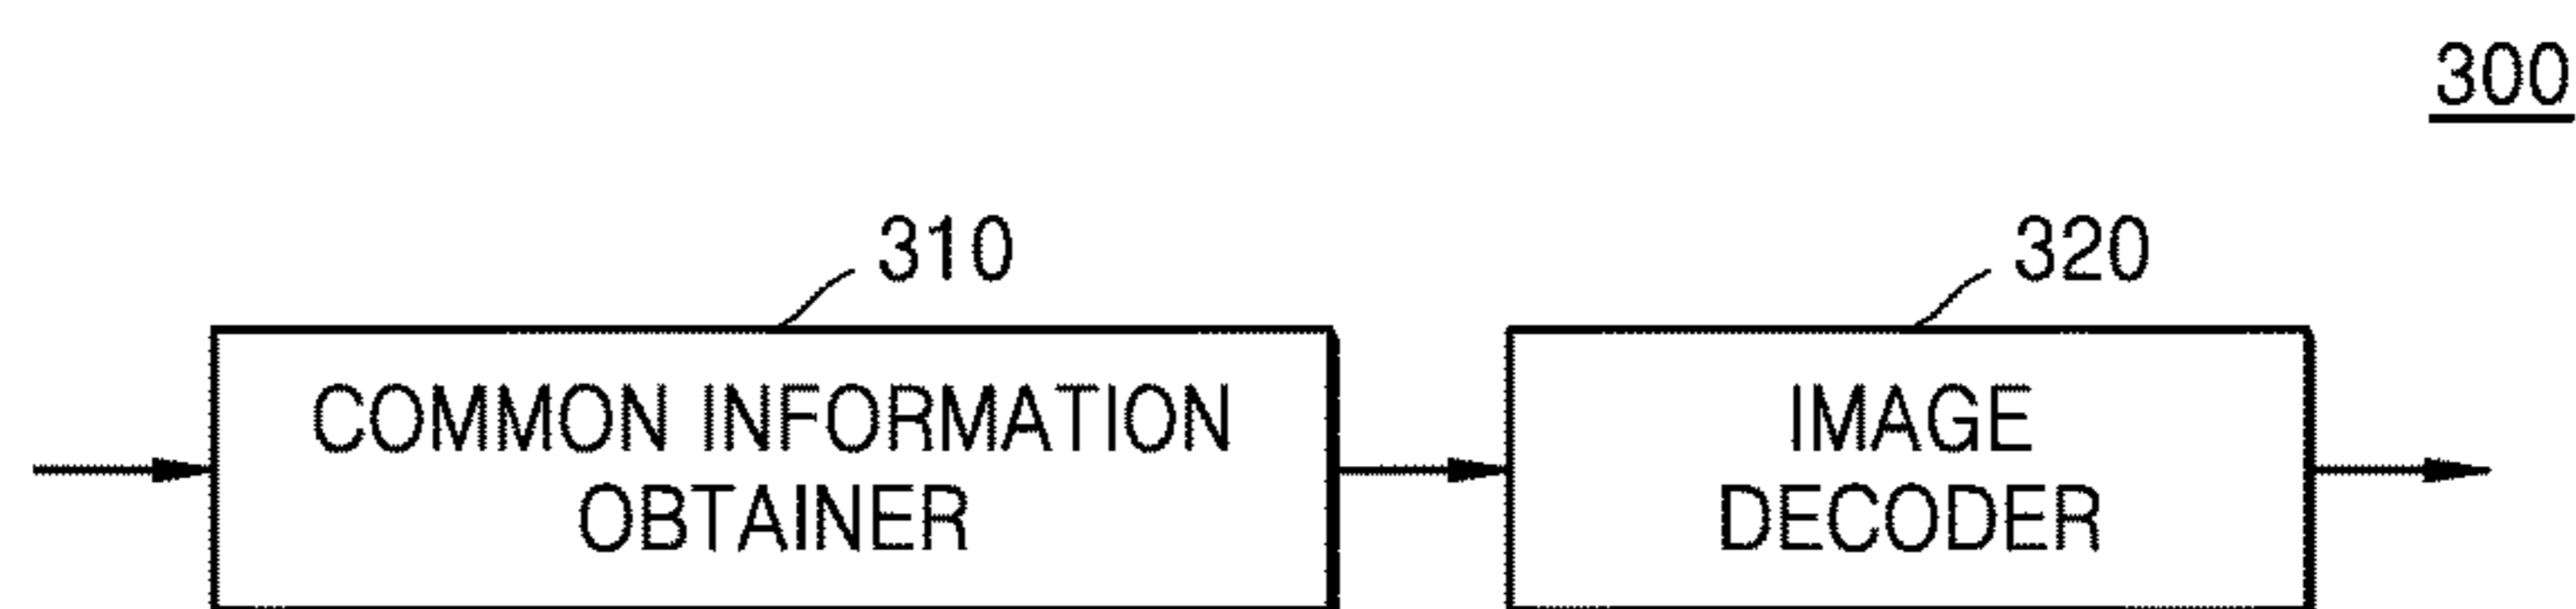 300
310
320
COMMON INFORMATION
OBTAINER
IMAGE
DECODER